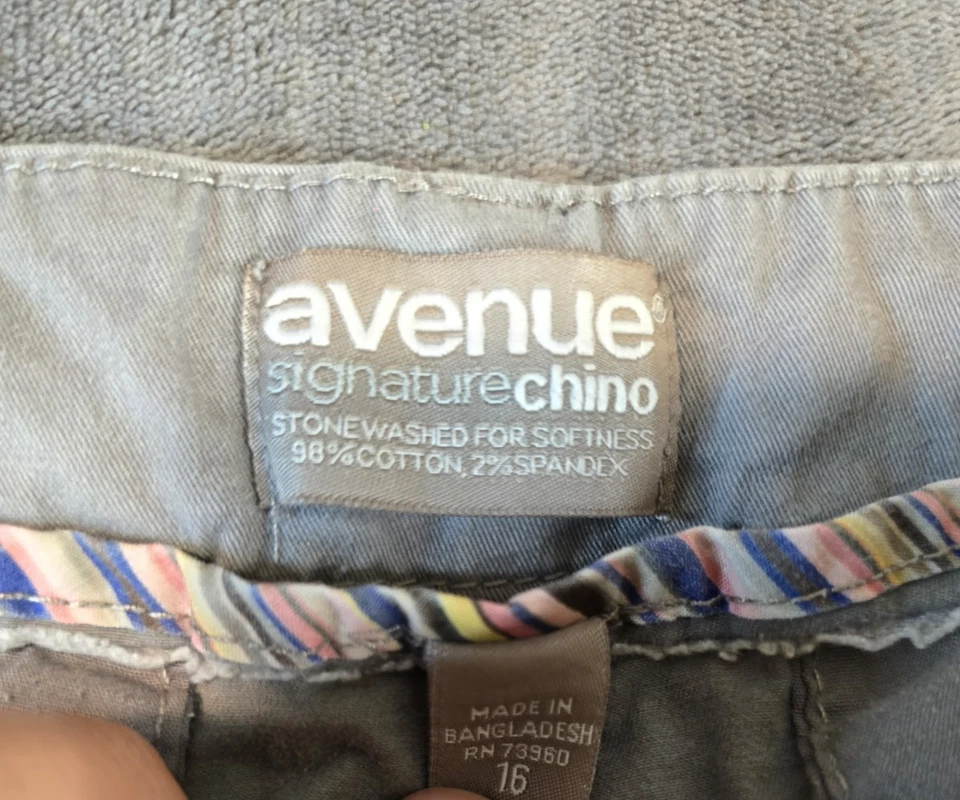 avenue®
signaturechino
STONEWASHED FOR SOFTNESS
98% COTTON, 2% SPANDEX
MADE IN
BANGLADESH
RN 73960
16